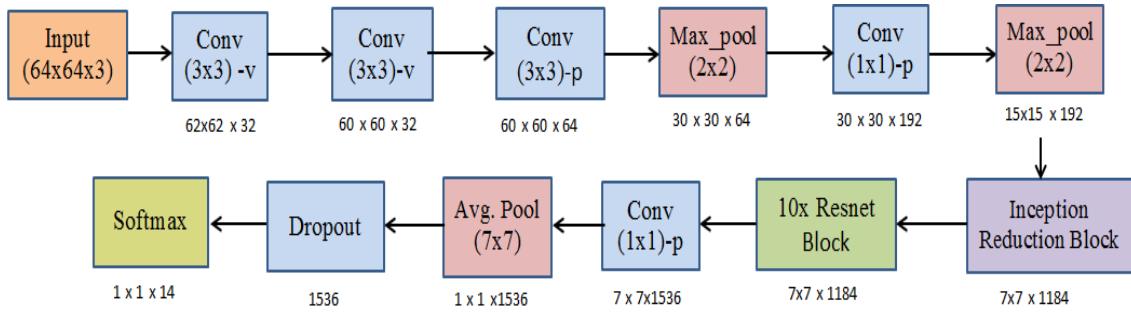 Input
(64x64x3)
Conv
(3x3) -v
Conv
(3x3)-v
Conv
(3x3)-p
Max_pool
(2x2)
Conv
(1x1)-p
Max_pool
(2x2)
62x62 x 32
60 x 60 x 32
60 x 60 x 64
30 x 30 x 64
30 x 30 x 192
15x15 x 192
Softmax
Dropout
Avg. Pool
(7x7)
Conv
(1x1)-p
10x Resnet
Block
Inception
Reduction Block
1 x 1 x 14
1536
1 x 1 x1536
7 x 7x1536
7x7 x 1184
7x7 x 1184